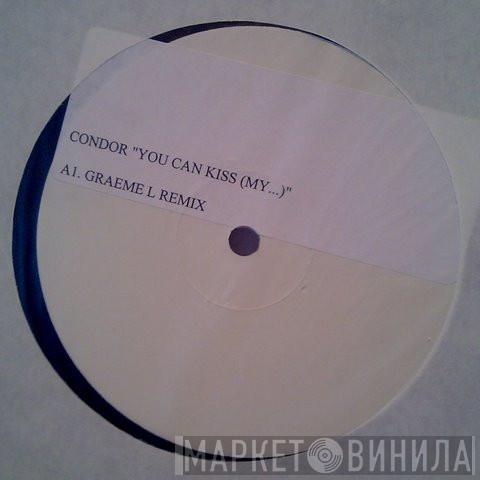 CONDOR "YOU CAN KISS (MY...)"
A1. GRAEME L REMIX
МАРКЕТ ВИНИЛА